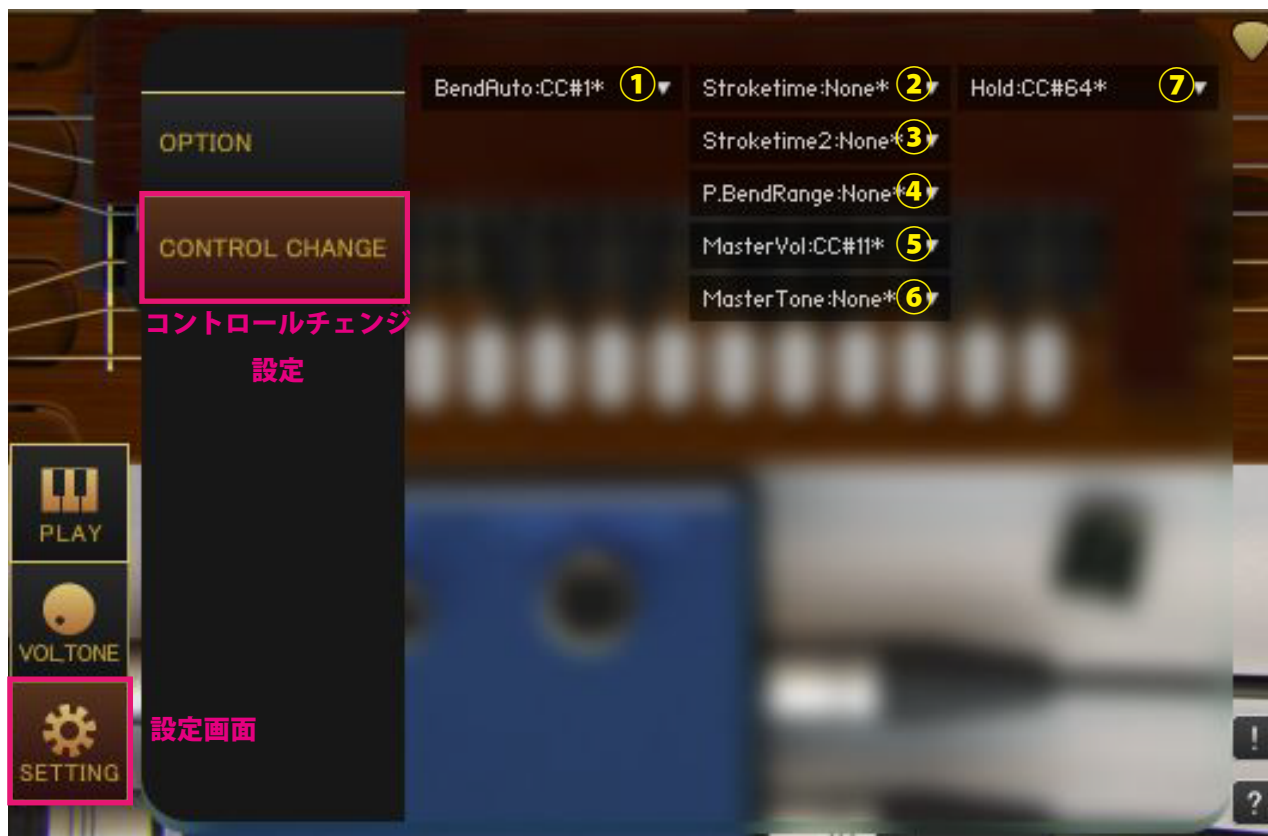 BendAuto:CC#1* ①▼
Stroketime:None* ②▼
Hold:CC#64* ⑦▼
OPTION
Stroketime2:None* ③▼
P.BendRange:None* ④▼
CONTROL CHANGE
MasterVol:CC#11* ⑤▼
MasterTone:None* ⑥▼
コントロールチェンジ
設定
PLAY
VOL,TONE
設定画面
SETTING
!
?